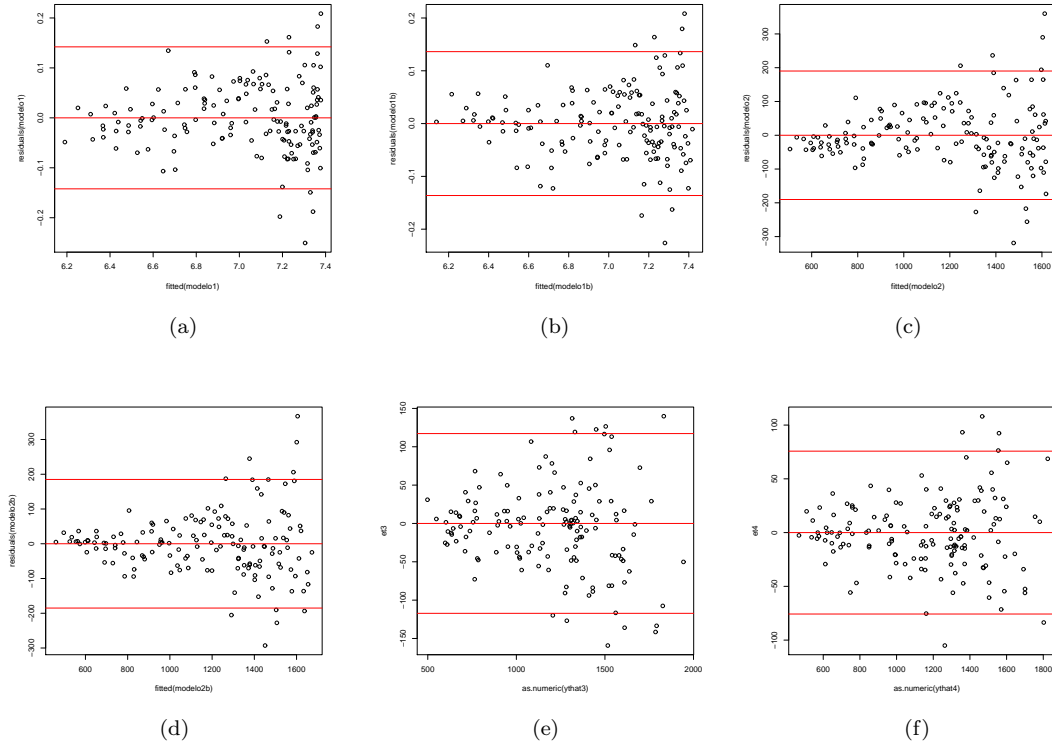 0.2
0.1
0.0
−0.1
−0.2
residuals(modelo1)
6.2 6.4 6.6 6.8 7.0 7.2 7.4
fitted(modelo1)
(a)
0.2
0.1
0.0
−0.1
−0.2
residuals(modelo1b)
6.2 6.4 6.6 6.8 7.0 7.2 7.4
fitted(modelo1b)
(b)
300
200
100
0
−100
−200
−300
residuals(modelo2)
600 800 1000 1200 1400 1600
fitted(modelo2)
(c)
300
200
100
0
−100
−200
−300
residuals(modelo2b)
600 800 1000 1200 1400 1600
fitted(modelo2b)
(d)
150
100
50
0
−50
−100
−150
et3
500 1000 1500 2000
as.numeric(ythat3)
(e)
100
50
0
−50
−100
et4
600 800 1000 1200 1400 1600 1800
as.numeric(ythat4)
(f)